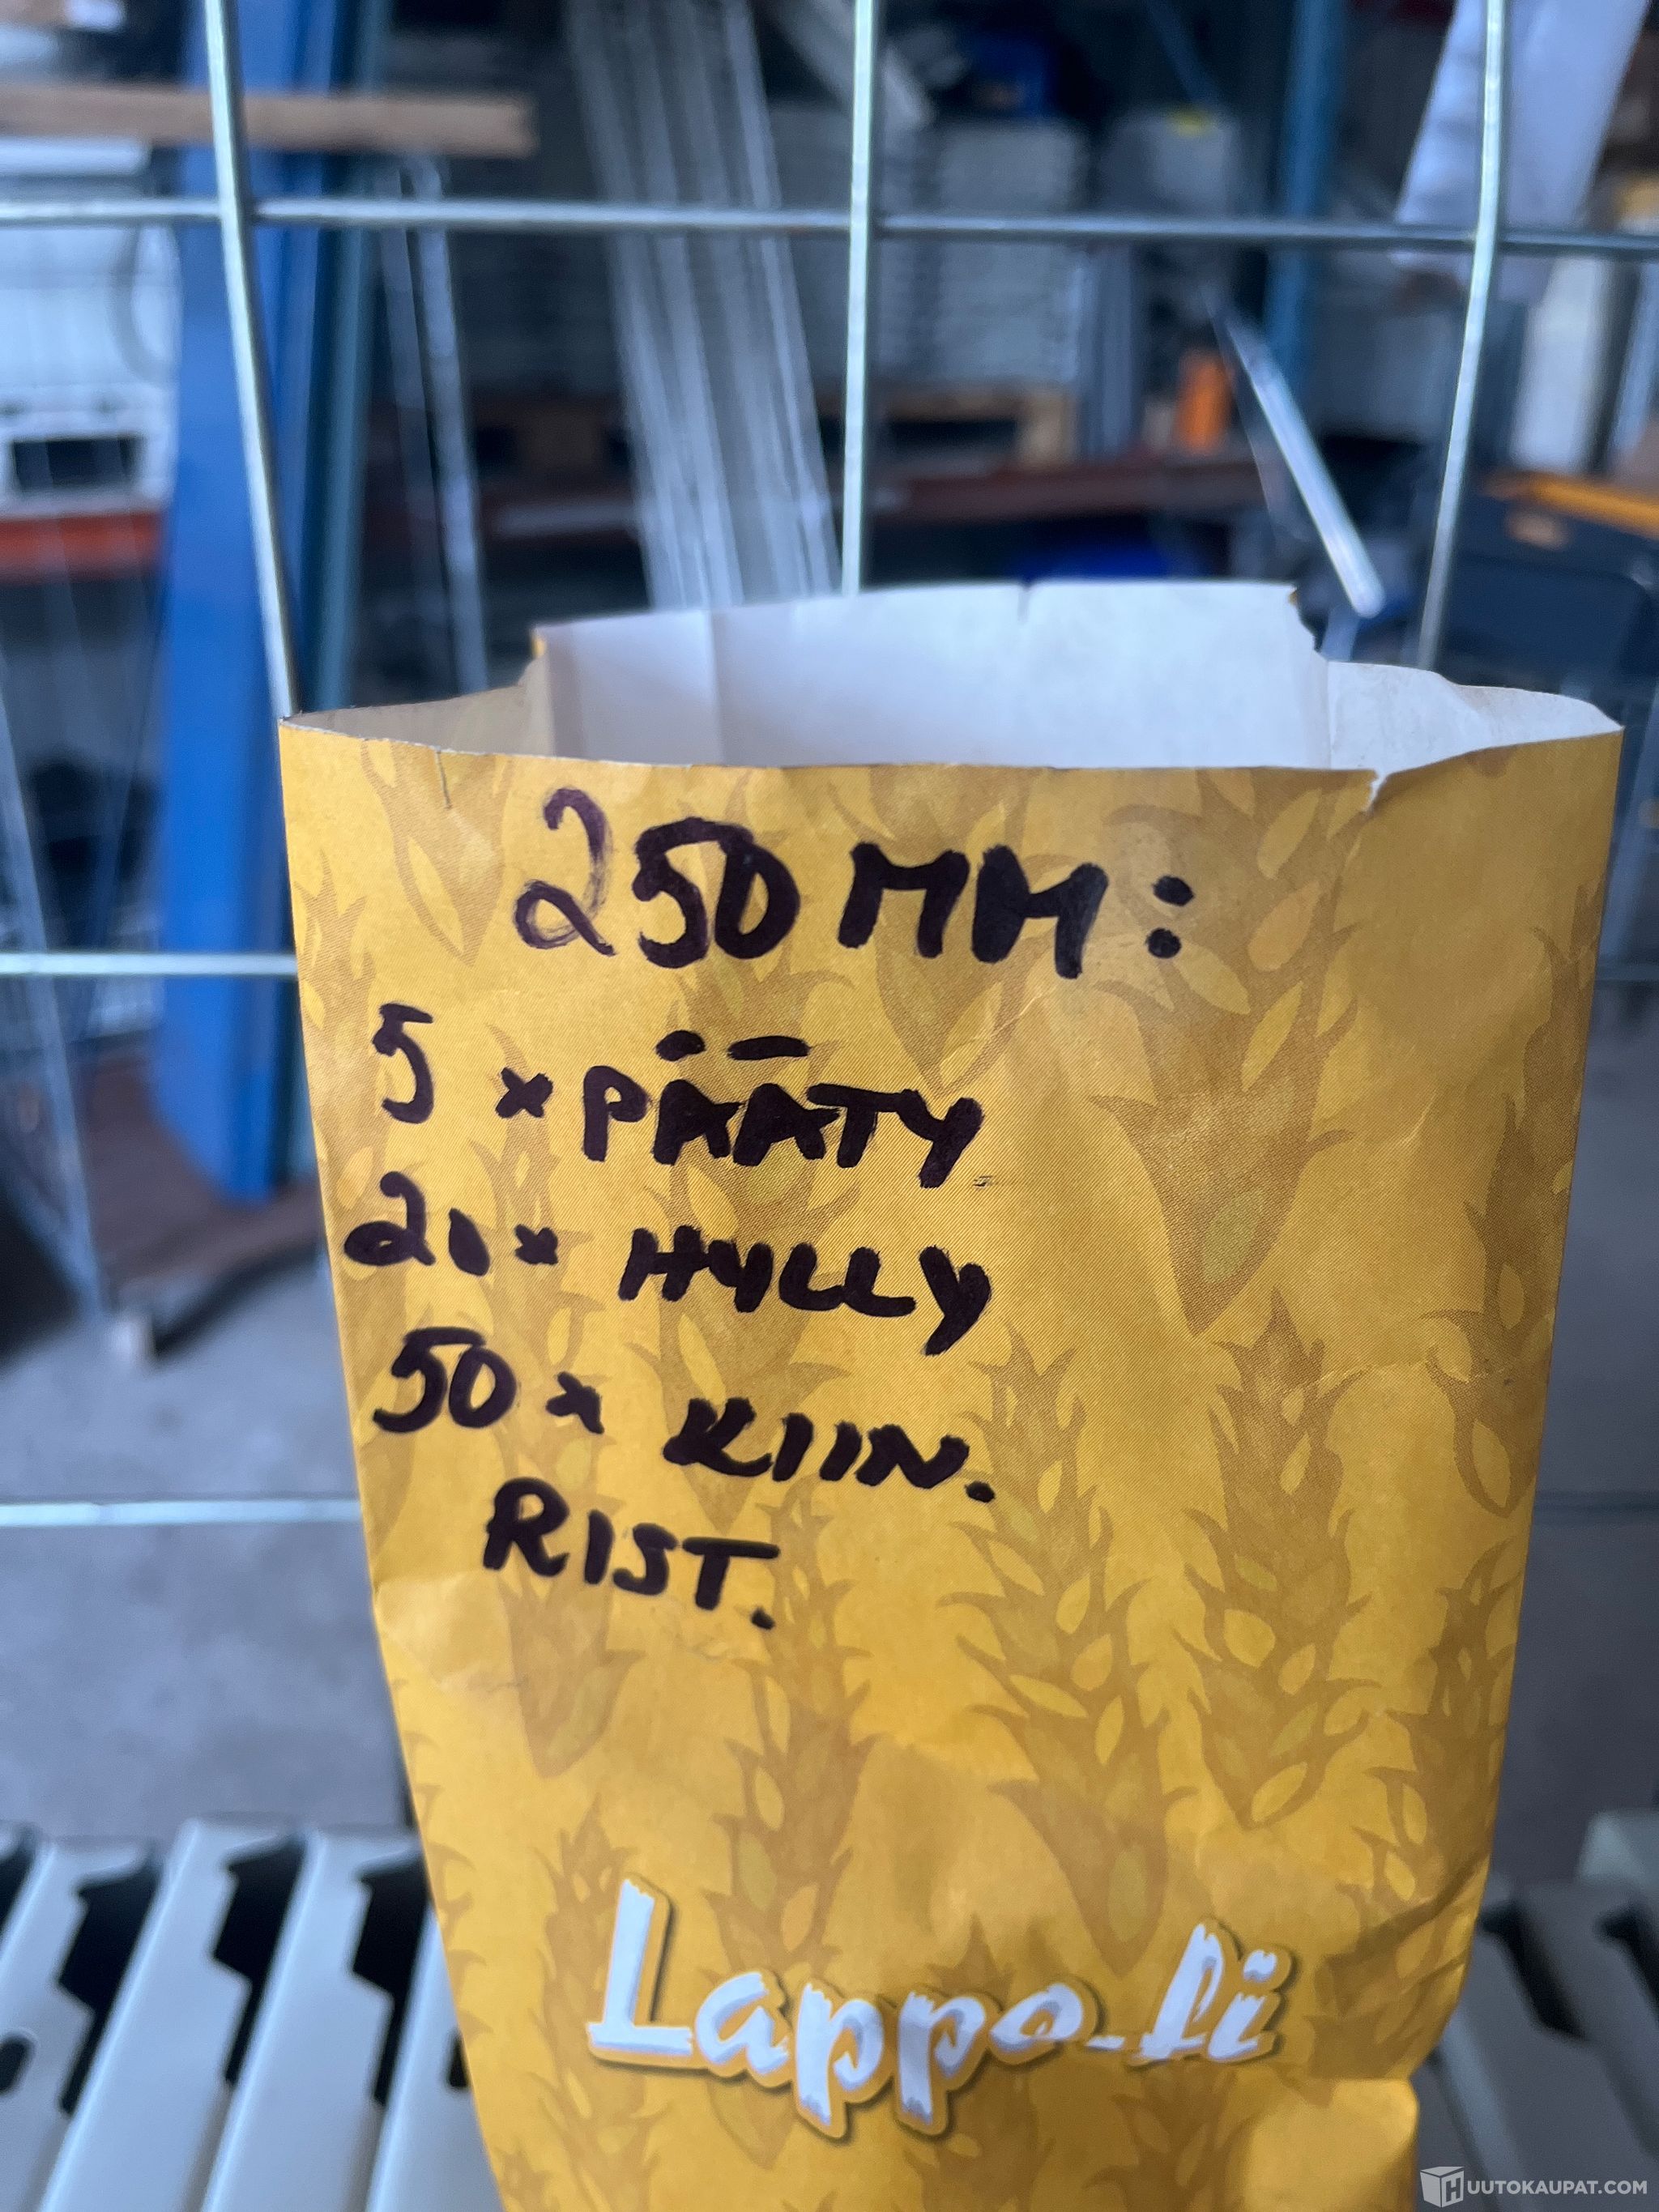 250 MM:
5 x PÄÄTY
21 x HYLLY
50 x KIIN.
RIST.
Lappo.fi
HUUTOKAUPAT.COM